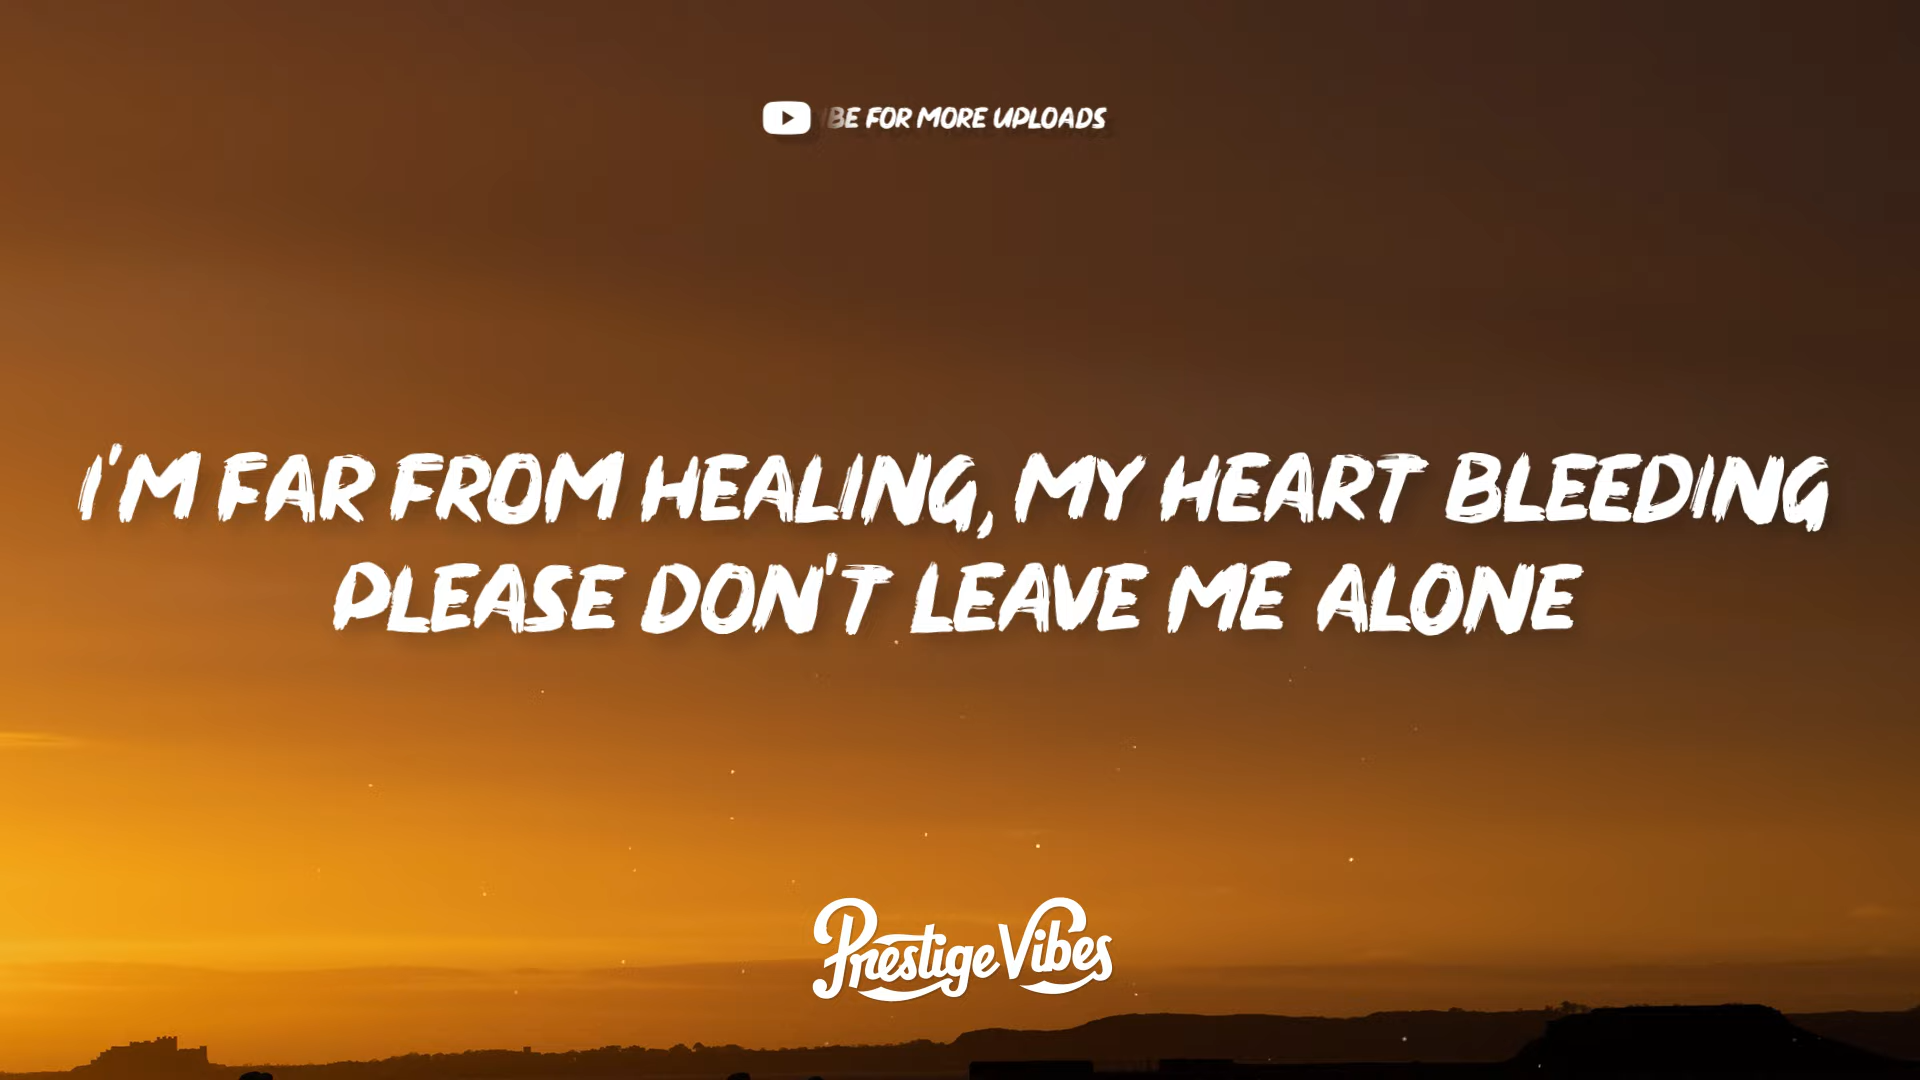 BE FOR MORE UPLOADS
I'M FAR FROM HEALING, MY HEART BLEEDING
PLEASE DON'T LEAVE ME ALONE
Prestige Vibes